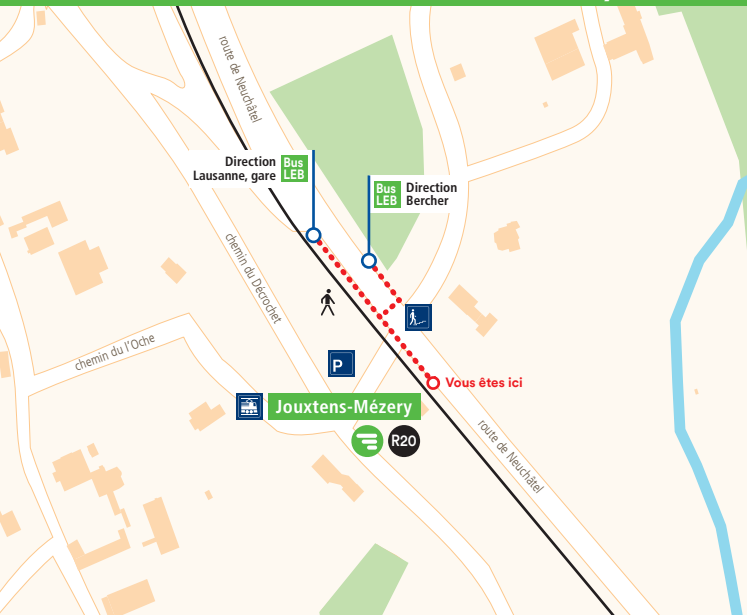 route de Neuchâtel
Direction
Lausanne, gare
Bus
LEB
Bus
LEB
Direction
Bercher
chemin du Décrochet
chemin du l'Oche
P
Vous êtes ici
Jouxtens-Mézery
R20
route de Neuchâtel